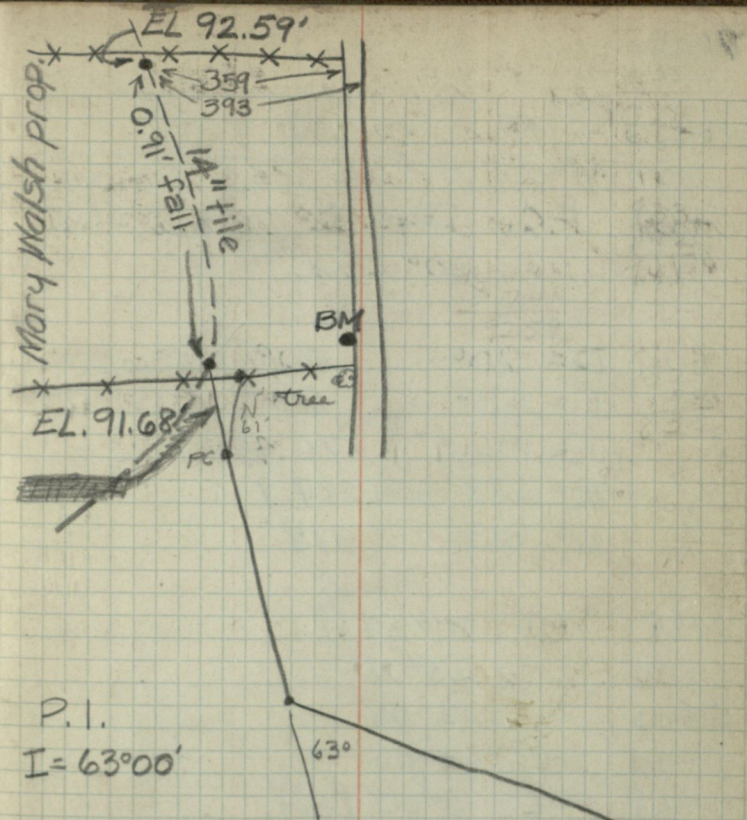 EL 92.59'
359
393
Mary Walsh prop.
0.91' fall
14" tile
BM
tree
EL. 91.68'
PC
P.I.
I = 63°00'
63°